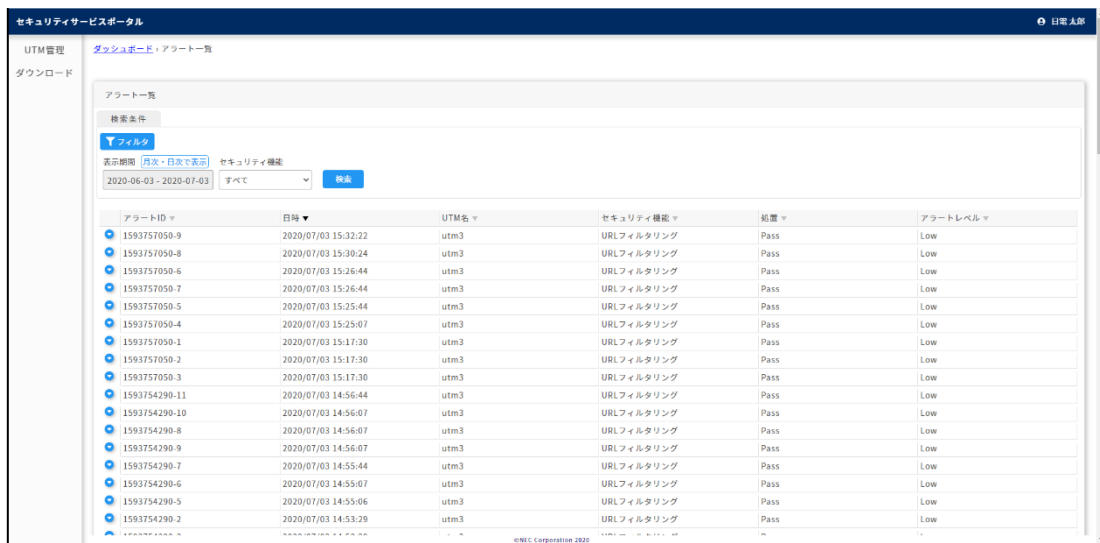 セキュリティサービスポータル 日電 太郎
UTM管理
ダウンロード
ダッシュボード › アラート一覧
アラート一覧
検索条件
フィルタ
表示期間 月次・日次で表示 セキュリティ機能
2020-06-03 - 2020-07-03 すべて 検索
アラートID 日時 UTM名 セキュリティ機能 処置 アラートレベル
1593757050-9 2020/07/03 15:32:22 utm3 URLフィルタリング Pass Low
1593757050-8 2020/07/03 15:30:24 utm3 URLフィルタリング Pass Low
1593757050-6 2020/07/03 15:26:44 utm3 URLフィルタリング Pass Low
1593757050-7 2020/07/03 15:26:44 utm3 URLフィルタリング Pass Low
1593757050-5 2020/07/03 15:25:44 utm3 URLフィルタリング Pass Low
1593757050-4 2020/07/03 15:25:07 utm3 URLフィルタリング Pass Low
1593757050-1 2020/07/03 15:17:30 utm3 URLフィルタリング Pass Low
1593757050-2 2020/07/03 15:17:30 utm3 URLフィルタリング Pass Low
1593757050-3 2020/07/03 15:17:30 utm3 URLフィルタリング Pass Low
1593754290-11 2020/07/03 14:56:44 utm3 URLフィルタリング Pass Low
1593754290-10 2020/07/03 14:56:07 utm3 URLフィルタリング Pass Low
1593754290-8 2020/07/03 14:56:07 utm3 URLフィルタリング Pass Low
1593754290-9 2020/07/03 14:56:07 utm3 URLフィルタリング Pass Low
1593754290-7 2020/07/03 14:55:44 utm3 URLフィルタリング Pass Low
1593754290-6 2020/07/03 14:55:07 utm3 URLフィルタリング Pass Low
1593754290-5 2020/07/03 14:55:06 utm3 URLフィルタリング Pass Low
1593754290-2 2020/07/03 14:53:29 utm3 URLフィルタリング Pass Low
©NEC Corporation 2020